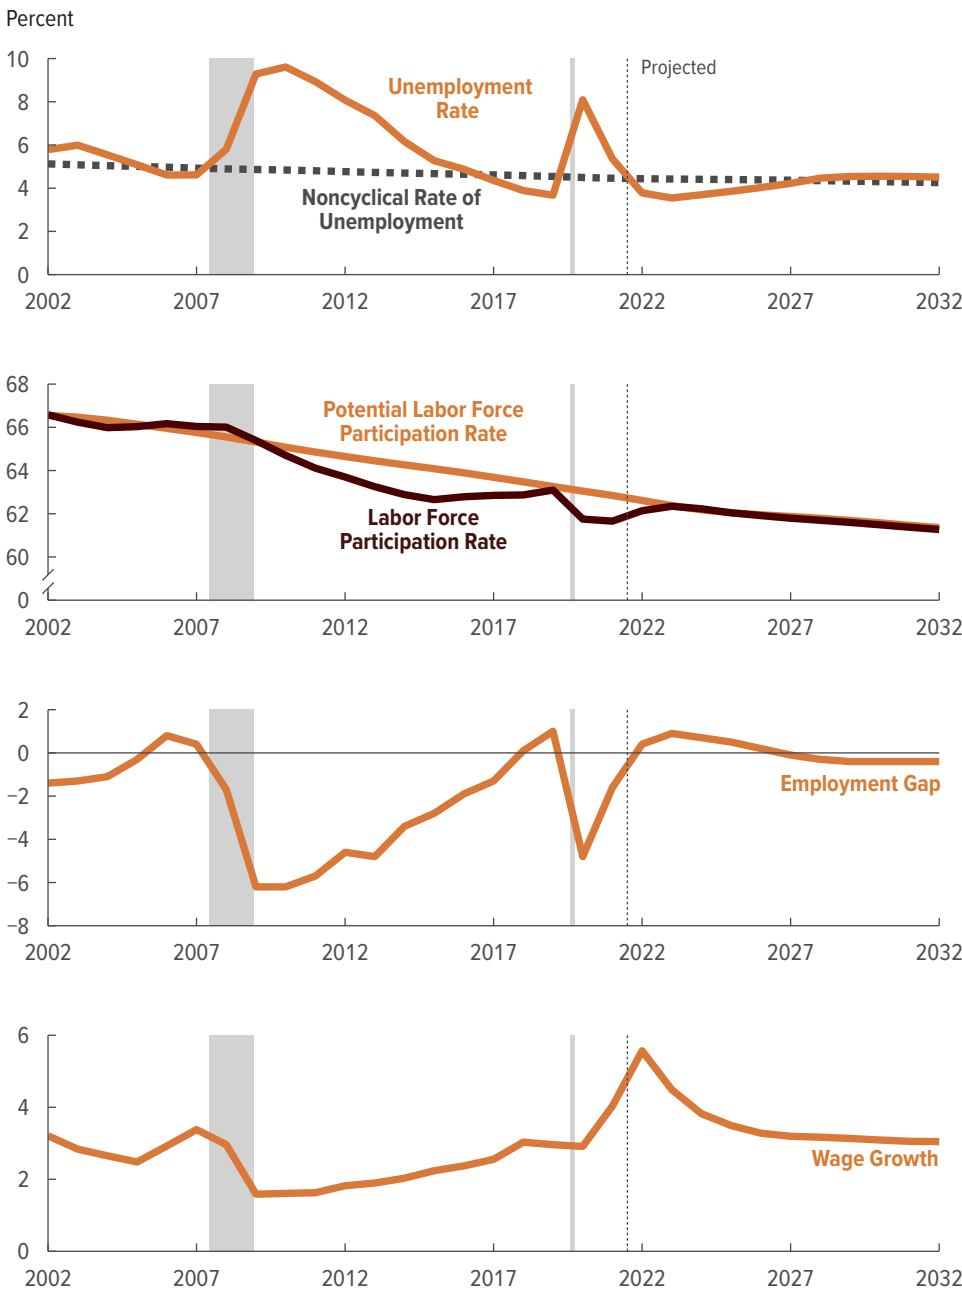 Percent
10
8
6
4
2
0
Unemployment
Rate
Projected
Noncyclical Rate of
Unemployment
2002 2007 2012 2017 2022 2027 2032
68
66
64
62
60
0
Potential Labor Force
Participation Rate
Labor Force
Participation Rate
2002 2007 2012 2017 2022 2027 2032
2
0
−2
−4
−6
−8
Employment Gap
2002 2007 2012 2017 2022 2027 2032
6
4
2
0
Wage Growth
2002 2007 2012 2017 2022 2027 2032